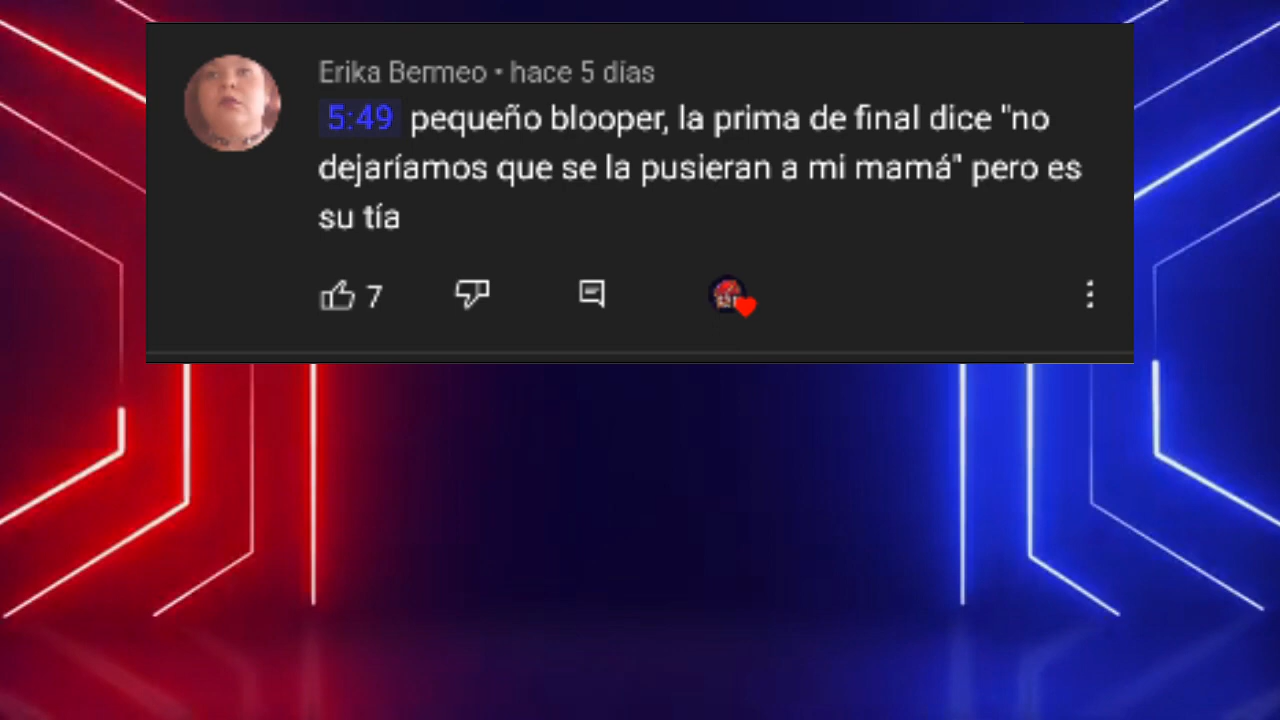 Erika Bermeo • hace 5 días
5:49 pequeño blooper, la prima de final dice "no
dejaríamos que se la pusieran a mi mamá" pero es
su tía
7